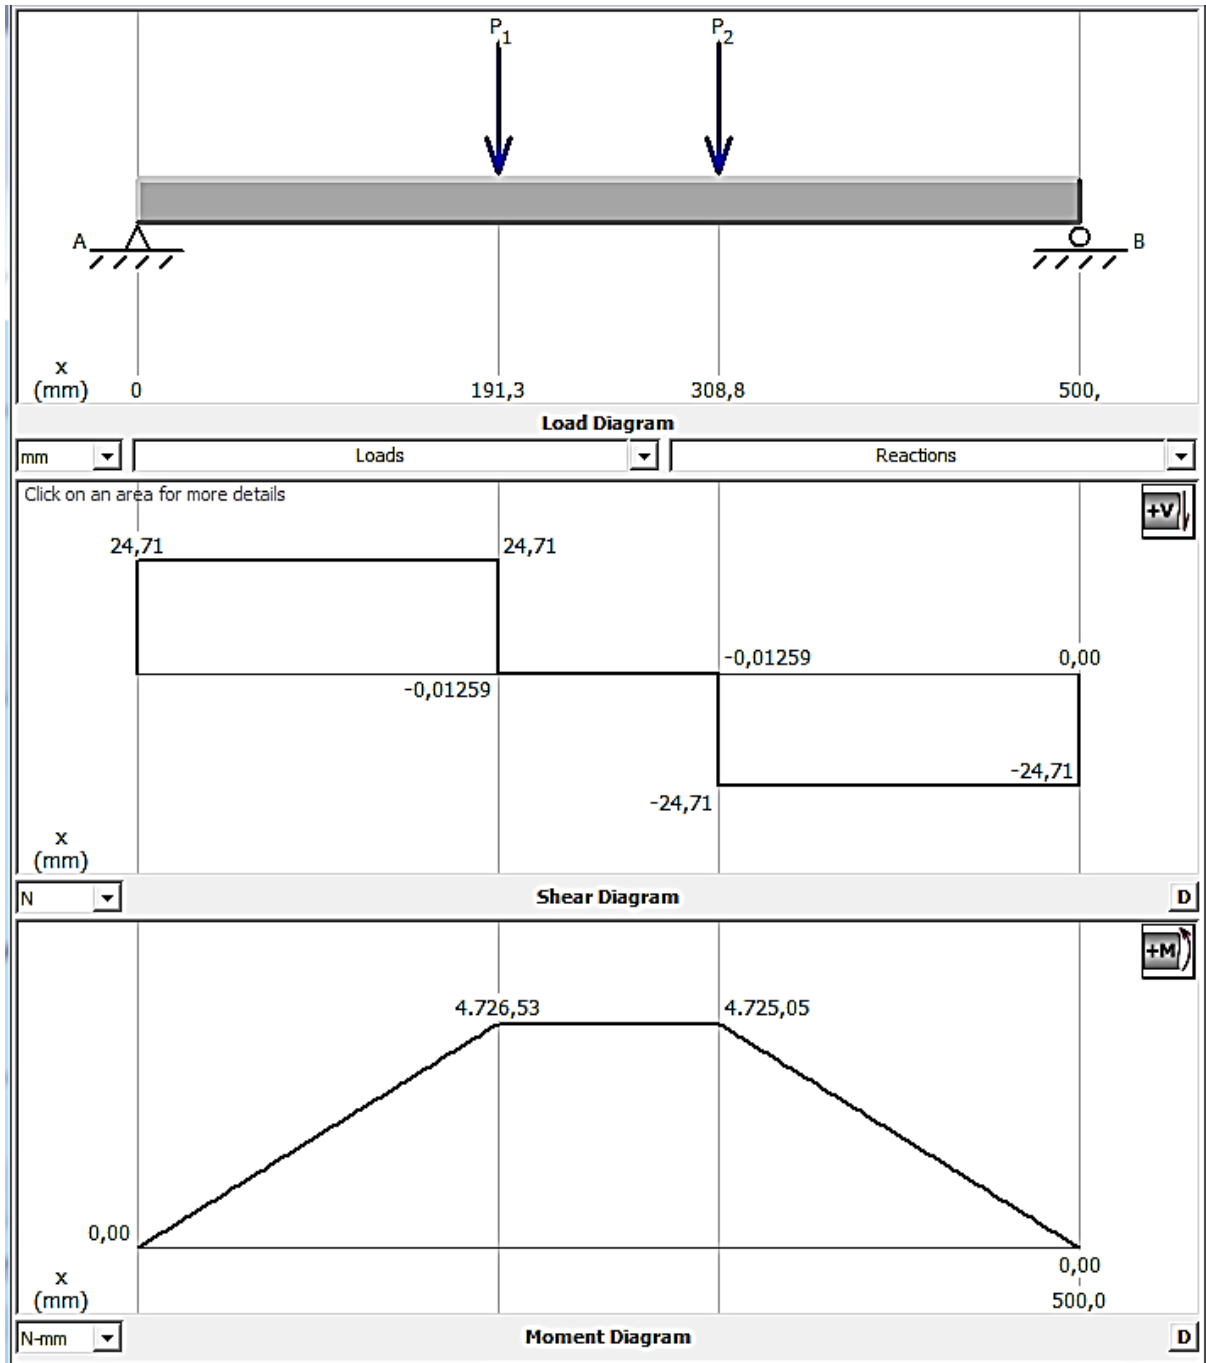 P1 P2
A B
x
(mm) 0 191,3 308,8 500,
Load Diagram
mm Loads Reactions
Click on an area for more details
+V
24,71 24,71
-0,01259 0,00
-0,01259
-24,71
-24,71
x
(mm)
N Shear Diagram D
+M
4.726,53 4.725,05
0,00
0,00
x
(mm) 500,0
N-mm Moment Diagram D